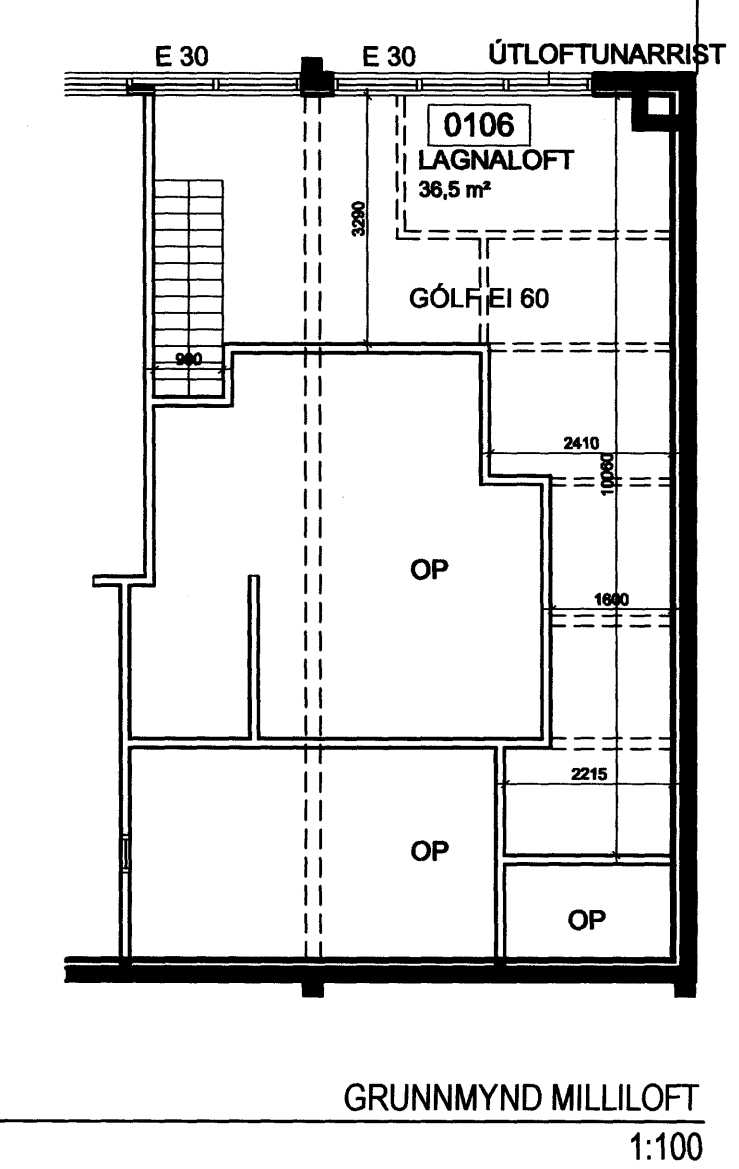 E 30
E 30
ÚTLOFTUNARRIST
0106
LAGNALOFT
36,5 m²
3290
GÓLF EI 60
900
2410
10060
OP
1600
2215
OP
OP
GRUNNMYND MILLILOFT
1:100